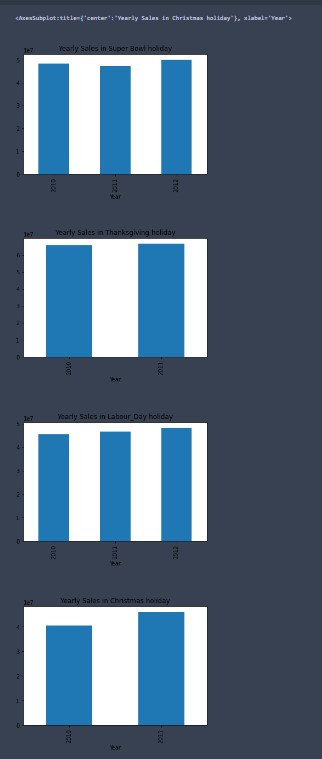 <AxesSubplot:title={'center':'Yearly Sales in Christmas holiday'}, xlabel='Year'>
Yearly Sales in Super Bowl holiday
1e7
5
4
3
2
1
0
2010 2011 2012
Year
Yearly Sales in Thanksgiving holiday
1e7
6
5
4
3
2
1
0
2010 2011
Year
Yearly Sales in Labour_Day holiday
1e7
5
4
3
2
1
0
2010 2011 2012
Year
Yearly Sales in Christmas holiday
1e7
4
3
2
1
0
2010 2011
Year